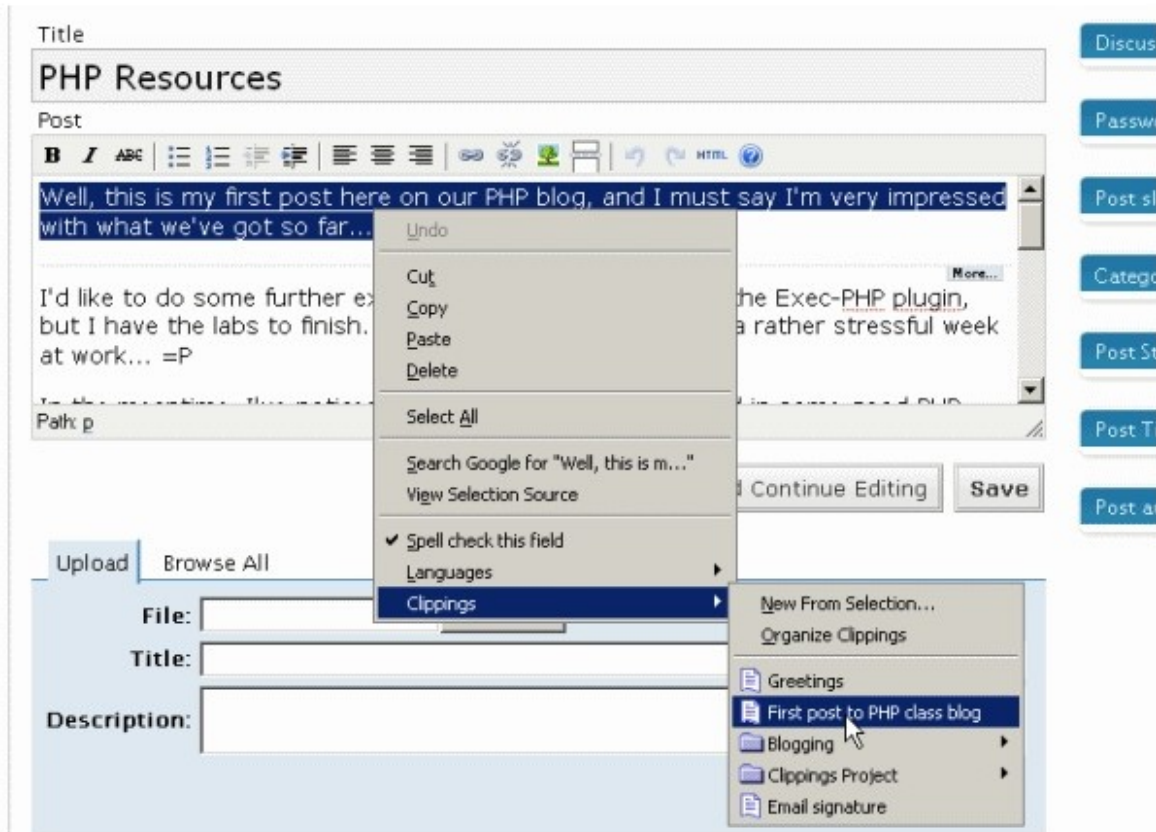 Title
PHP Resources
Post
B I ABC HTML
Well, this is my first post here on our PHP blog, and I must say I'm very impressed
with what we've got so far...
More...
I'd like to do some further the Exec-PHP plugin,
but I have the labs to finish. a rather stressful week
at work... =P
Path: p
Continue Editing Save
Undo
Cut
Copy
Paste
Delete
Select All
Search Google for "Well, this is m..."
View Selection Source
Spell check this field
Languages
Clippings
New From Selection...
Organize Clippings
Greetings
First post to PHP class blog
Blogging
Clippings Project
Email signature
Upload Browse All
File:
Title:
Description:
Discus
Passwo
Post sl
Catego
Post St
Post Ti
Post au